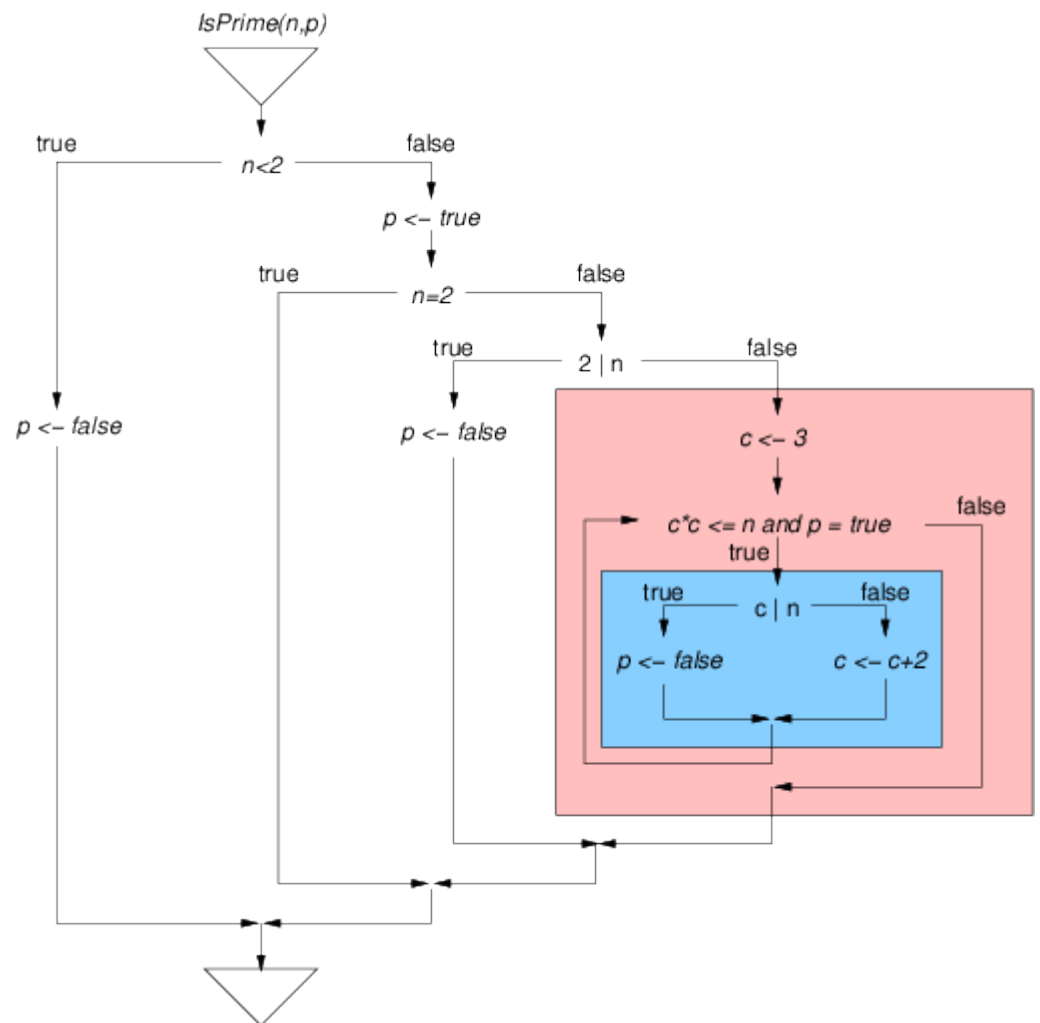 IsPrime(n,p)
true false
n<2
p <– true
true false
n=2
true false
2 | n
p <– false
p <– false
c <– 3
false
c*c <= n and p = true
true
true false
c | n
p <– false c <– c+2